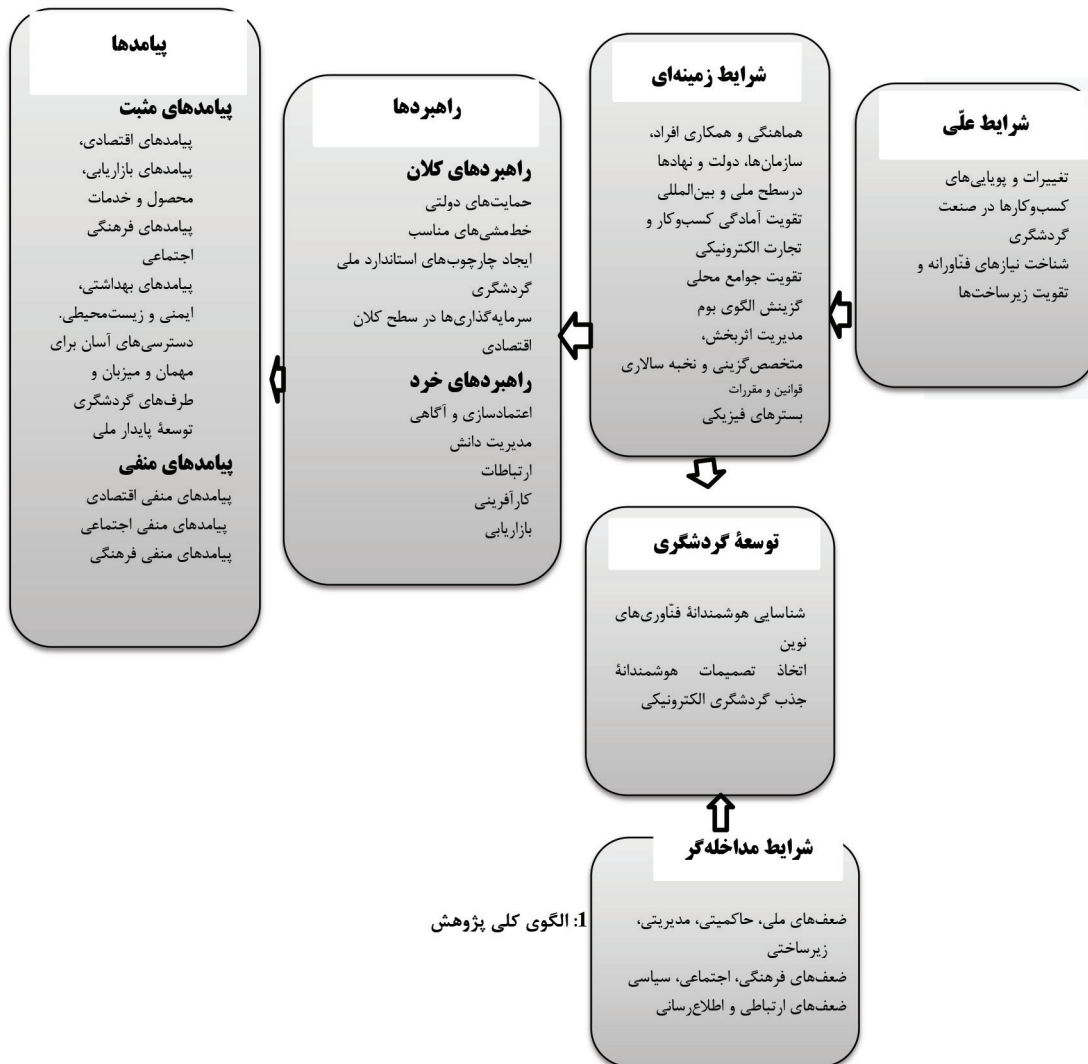 شرایط علّی
تغییرات و پویایی‌های
کسب‌وکارها در صنعت
گردشگری
شناخت نیازهای فنّاورانه و
تقویت زیرساخت‌ها
شرایط زمینه‌ای
هماهنگی و همکاری افراد،
سازمان‌ها، دولت و نهادها
درسطح ملی و بین‌المللی
تقویت آمادگی کسب‌وکار و
تجارت الکترونیکی
تقویت جوامع محلی
گزینش الگوی بوم
مدیریت اثربخش،
متخصص‌گزینی و نخبه سالاری
قوانین و مقررات
بسترهای فیزیکی
راهبردها
راهبردهای کلان
حمایت‌های دولتی
خط‌مشی‌های مناسب
ایجاد چارچوب‌های استاندارد ملی
گردشگری
سرمایه‌گذاری‌ها در سطح کلان
اقتصادی
راهبردهای خرد
اعتمادسازی و آگاهی
مدیریت دانش
ارتباطات
کارآفرینی
بازاریابی
پیامدها
پیامدهای مثبت
پیامدهای اقتصادی،
پیامدهای بازاریابی،
محصول و خدمات
پیامدهای فرهنگی
اجتماعی
پیامدهای بهداشتی،
ایمنی و زیست‌محیطی.
دسترسی‌های آسان برای
مهمان و میزبان و
طرف‌های گردشگری
توسعهٔ پایدار ملی
پیامدهای منفی
پیامدهای منفی اقتصادی
پیامدهای منفی اجتماعی
پیامدهای منفی فرهنگی
توسعهٔ گردشگری
شناسایی هوشمندانهٔ فنّاوری‌های
نوین
اتخاذ تصمیمات هوشمندانهٔ
جذب گردشگری الکترونیکی
شرایط مداخله‌گر
ضعف‌های ملی، حاکمیتی، مدیریتی،
زیرساختی
ضعف‌های فرهنگی، اجتماعی، سیاسی
ضعف‌های ارتباطی و اطلاع‌رسانی
1: الگوی کلی پژوهش